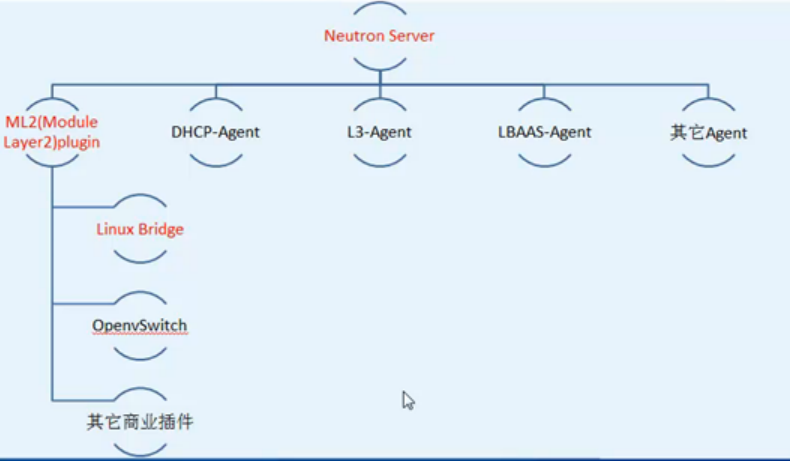 Neutron Server
ML2(Module
Layer2)plugin
DHCP-Agent
L3-Agent
LBAAS-Agent
其它Agent
Linux Bridge
OpenvSwitch
其它商业插件